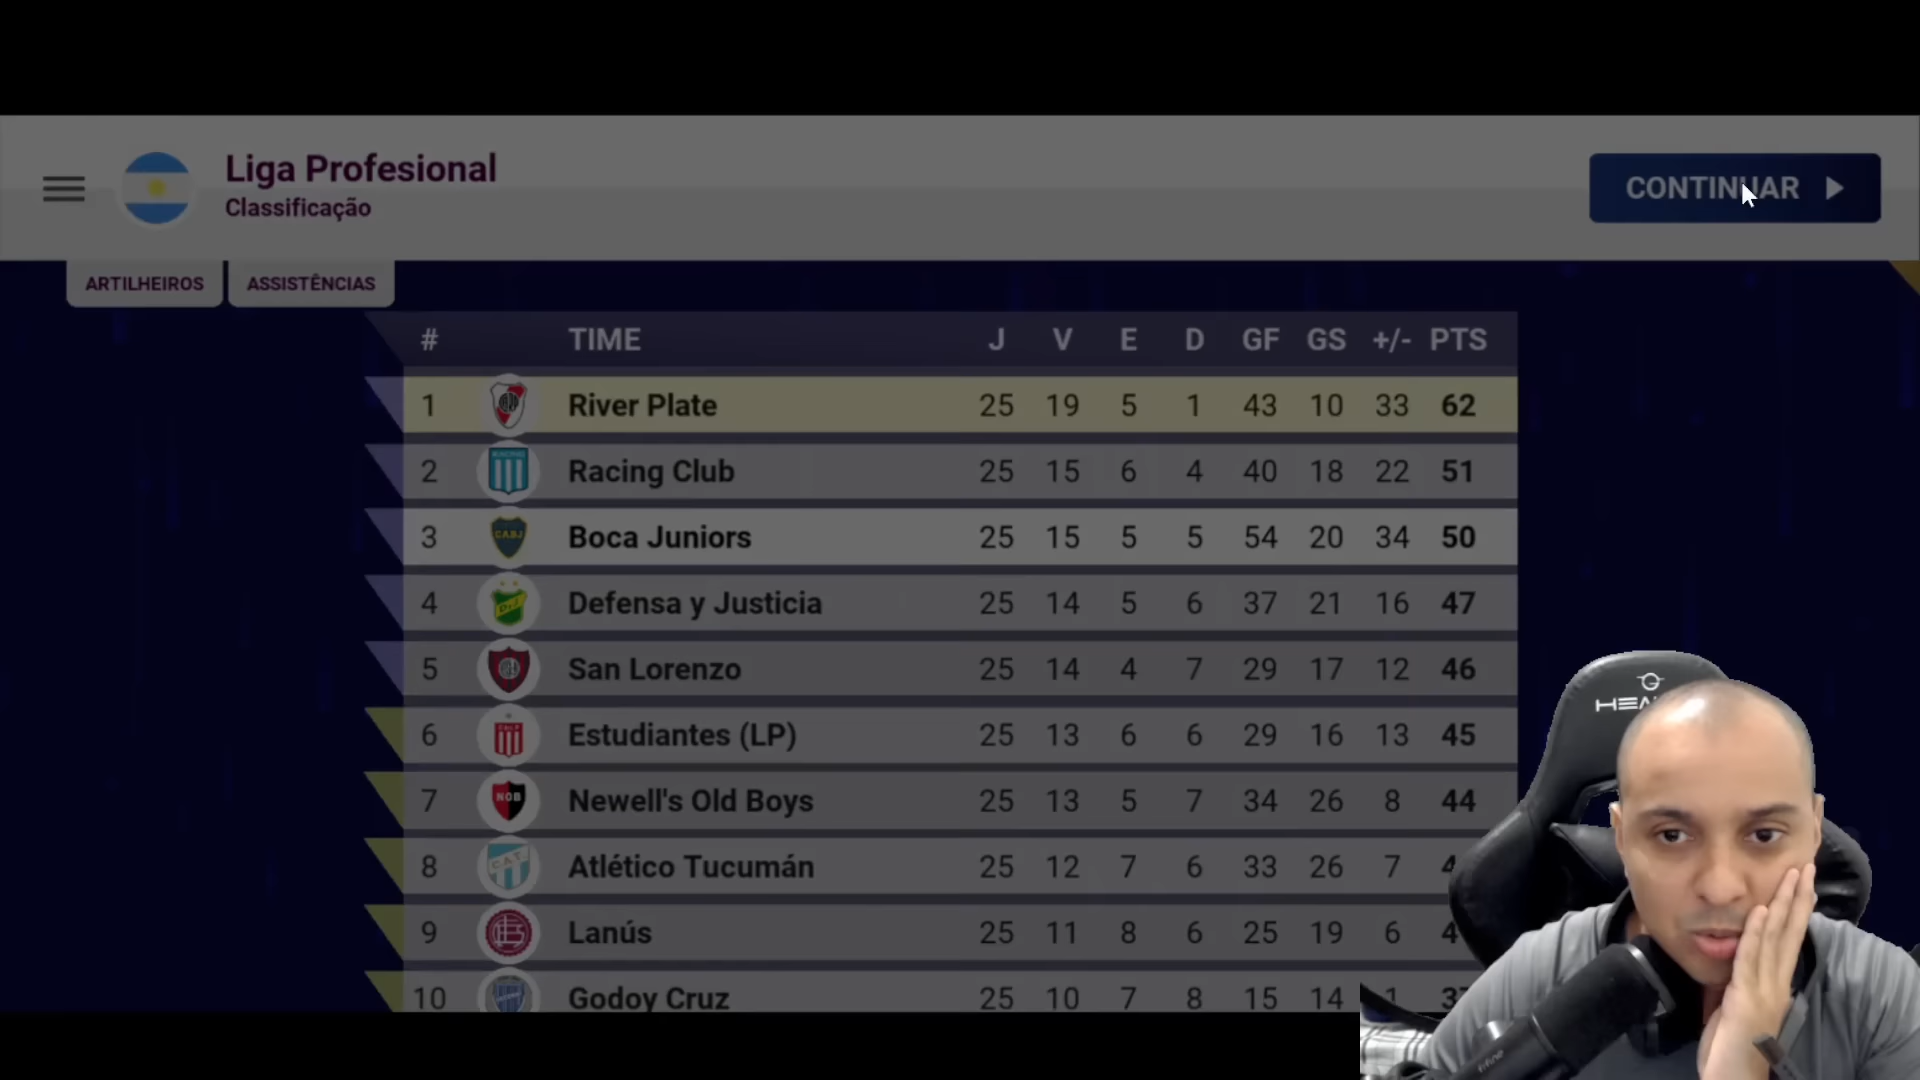 Liga Profesional
Classificação
CONTINUAR
ARTILHEIROS ASSISTÊNCIAS
# TIME J V E D GF GS +/- PTS
1 River Plate 25 19 5 1 43 10 33 62
2 Racing Club 25 15 6 4 40 18 22 51
3 Boca Juniors 25 15 5 5 54 20 34 50
4 Defensa y Justicia 25 14 5 6 37 21 16 47
5 San Lorenzo 25 14 4 7 29 17 12 46
6 Estudiantes (LP) 25 13 6 6 29 16 13 45
7 NOB Newell's Old Boys 25 13 5 7 34 26 8 44
8 Atlético Tucumán 25 12 7 6 33 26 7
9 Lanús 25 11 8 6 25 19 6
10 Godoy Cruz 25 10 7 8 15 14 1
fifine